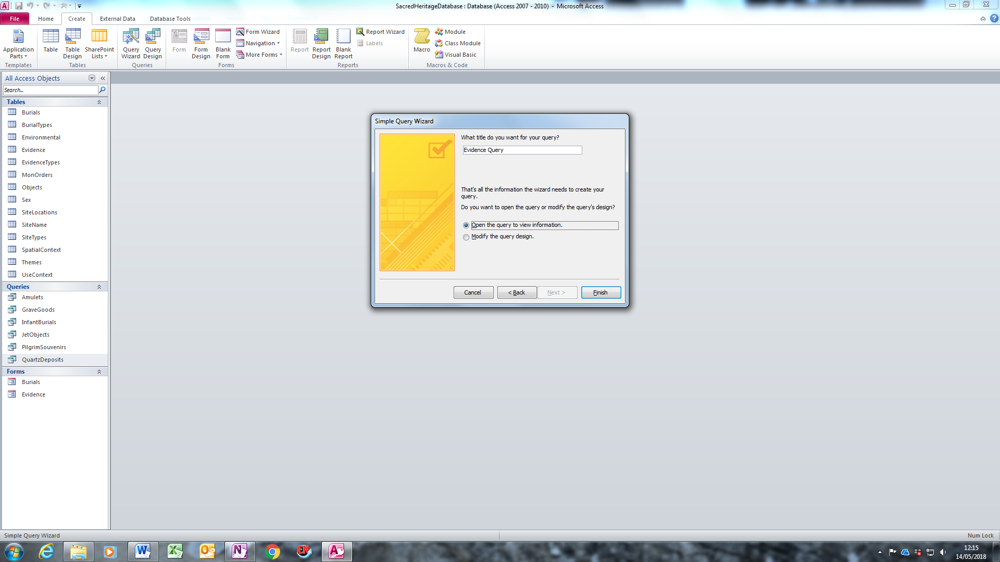 SacredHeritageDatabase : Database (Access 2007 - 2010) - Microsoft Access
File Home Create External Data Database Tools
Application Parts
Table
Table Design
SharePoint Lists
Query Wizard
Query Design
Form
Form Design
Blank Form
Form Wizard
Navigation
More Forms
Report
Report Design
Blank Report
Report Wizard
Labels
Macro
Module
Class Module
Visual Basic
Templates Tables Queries Forms Reports Macros & Code
All Access Objects
Search...
Tables
Burials
BurialTypes
Environmental
Evidence
EvidenceTypes
MonOrders
Objects
Sex
SiteLocations
SiteName
SiteTypes
SpatialContext
Themes
UseContext
Queries
Amulets
GraveGoods
InfantBurials
JetObjects
PilgrimSouvenirs
QuartzDeposits
Forms
Burials
Evidence
Simple Query Wizard
What title do you want for your query?
Evidence Query
That's all the information the wizard needs to create your
query.
Do you want to open the query or modify the query's design?
Open the query to view information.
Modify the query design.
Cancel < Back Next > Finish
Simple Query Wizard
Num Lock
12:15
14/05/2018